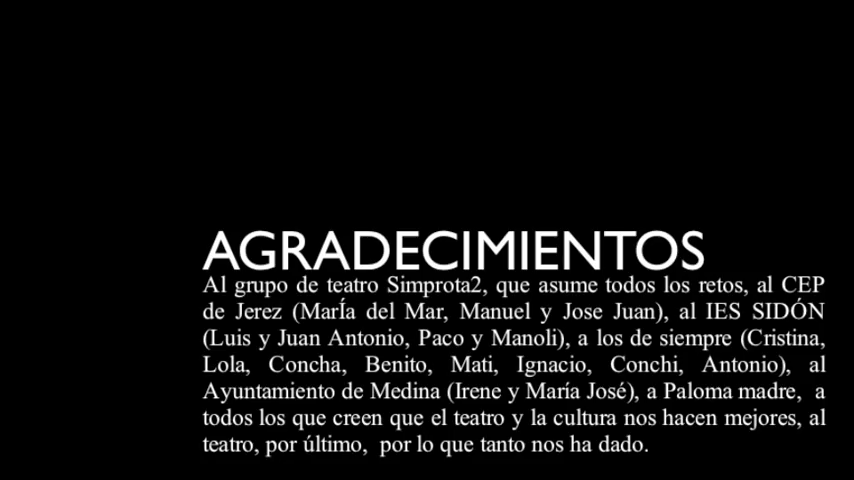 AGRADECIMIENTOS
Al grupo de teatro Simprota2, que asume todos los retos, al CEP
de Jerez (MarÍa del Mar, Manuel y Jose Juan), al IES SIDÓN
(Luis y Juan Antonio, Paco y Manoli), a los de siempre (Cristina,
Lola, Concha, Benito, Mati, Ignacio, Conchi, Antonio), al
Ayuntamiento de Medina (Irene y María José), a Paloma madre, a
todos los que creen que el teatro y la cultura nos hacen mejores, al
teatro, por último, por lo que tanto nos ha dado.